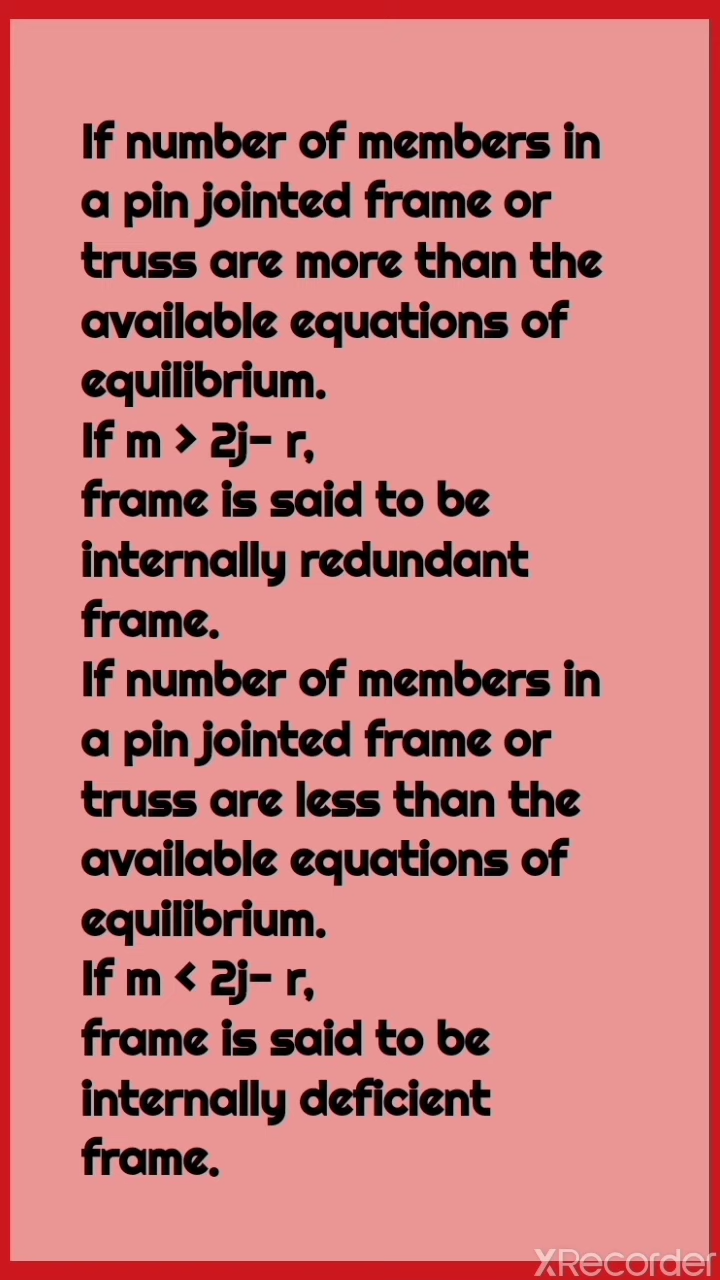 If number of members in
a pin jointed frame or
truss are more than the
available equations of
equilibrium.
If m > 2j- r,
frame is said to be
internally redundant
frame.
If number of members in
a pin jointed frame or
truss are less than the
available equations of
equilibrium.
If m < 2j- r,
frame is said to be
internally deficient
frame.
XRecorder